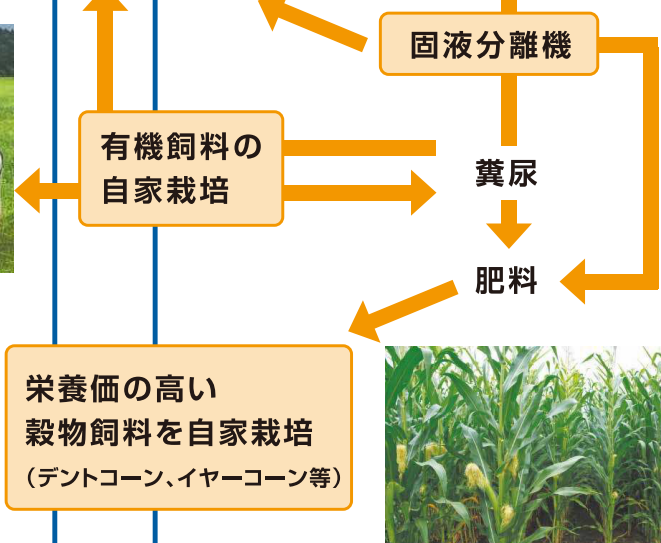 固液分離機
有機飼料の
自家栽培
糞尿
肥料
栄養価の高い
穀物飼料を自家栽培
（デントコーン、イヤーコーン等）